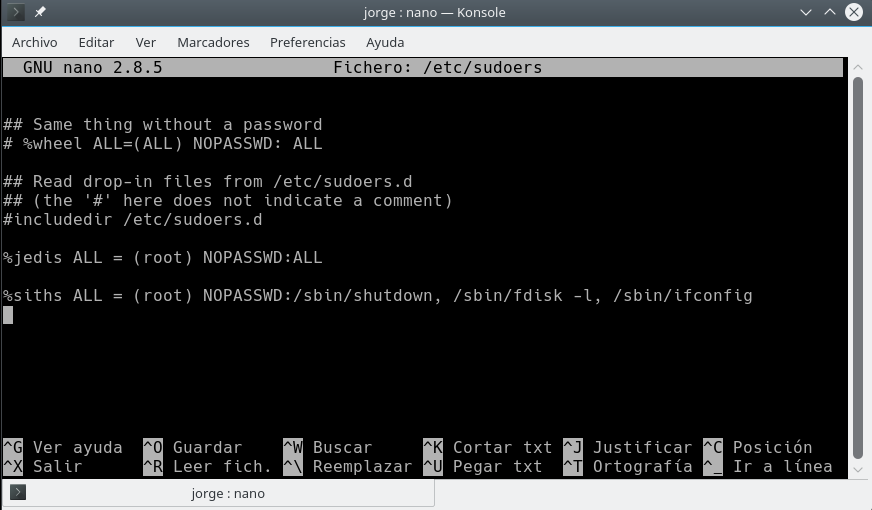 jorge : nano — Konsole
Archivo Editar Ver Marcadores Preferencias Ayuda
GNU nano 2.8.5 Fichero: /etc/sudoers
## Same thing without a password
# %wheel ALL=(ALL) NOPASSWD: ALL
## Read drop-in files from /etc/sudoers.d
## (the '#' here does not indicate a comment)
#includedir /etc/sudoers.d
%jedis ALL = (root) NOPASSWD:ALL
%siths ALL = (root) NOPASSWD:/sbin/shutdown, /sbin/fdisk -l, /sbin/ifconfig
^G Ver ayuda ^O Guardar ^W Buscar ^K Cortar txt ^J Justificar ^C Posición
^X Salir ^R Leer fich. ^\ Reemplazar ^U Pegar txt ^T Ortografía ^_ Ir a línea
jorge : nano